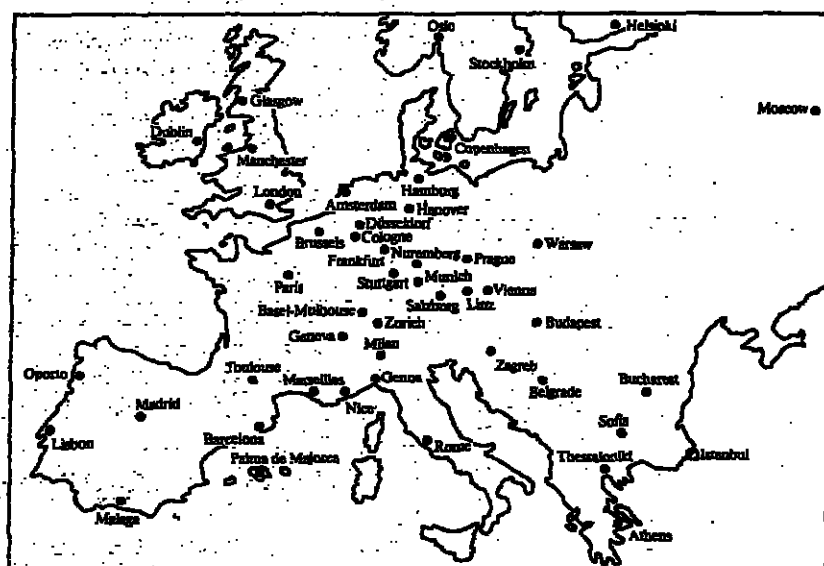 Oslo
Helsinki
Stockholm
Glasgow
Moscow
Dublin
Copenhagen
Manchester
Hamburg
London
Amsterdam
Hanover
Düsseldorf
Brussels
Cologne
Warsaw
Nuremberg
Frankfurt
Prague
Paris
Stuttgart
Munich
Vienna
Salzburg
Linz
Basel-Mulhouse
Zurich
Budapest
Geneva
Milan
Oporto
Toulouse
Zagreb
Marseilles
Genoa
Belgrade
Bucharest
Madrid
Nice
Sofia
Lisbon
Barcelona
Rome
Istanbul
Palma de Majorca
Thessaloniki
Malaga
Athens